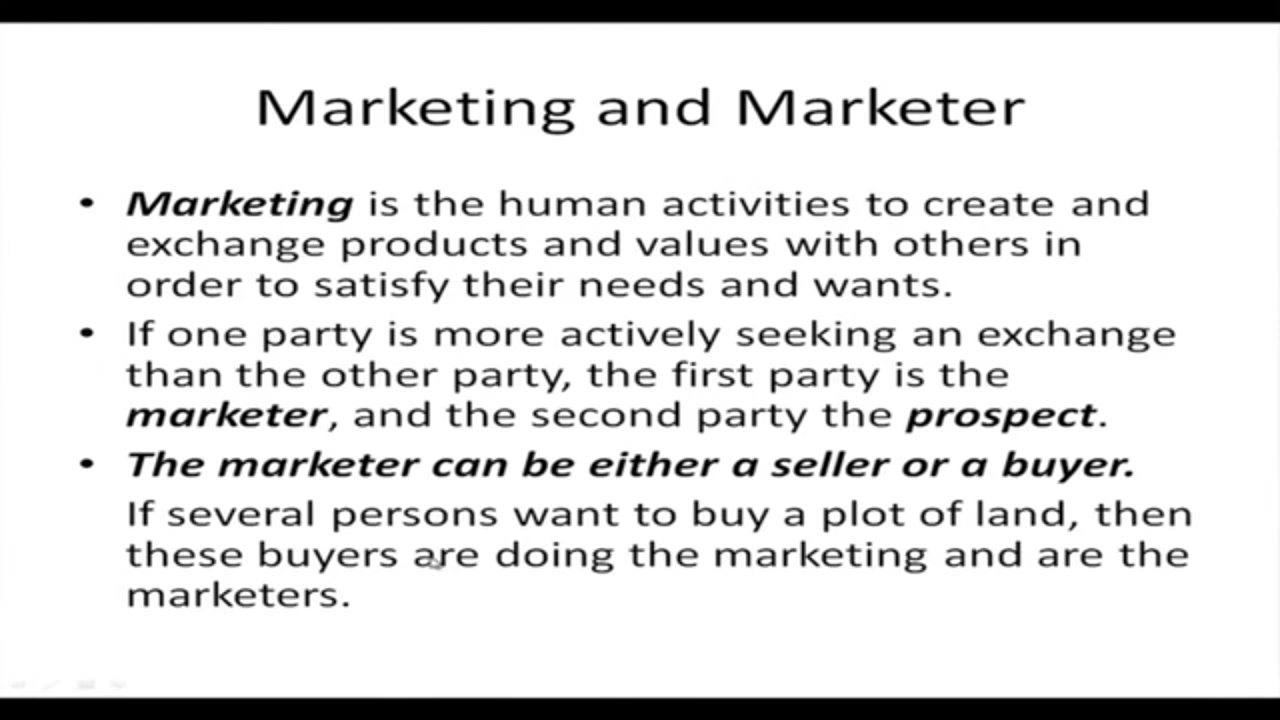 Marketing and Marketer
• Marketing is the human activities to create and
exchange products and values with others in
order to satisfy their needs and wants.
• If one party is more actively seeking an exchange
than the other party, the first party is the
marketer, and the second party the prospect.
• The marketer can be either a seller or a buyer.
If several persons want to buy a plot of land, then
these buyers are doing the marketing and are the
marketers.